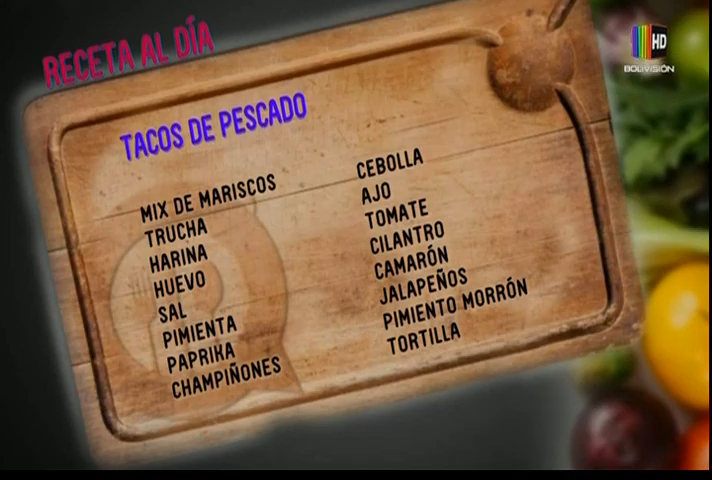 RECETA AL DÍA
HD
BOLIVISIÓN
TACOS DE PESCADO
MIX DE MARISCOS
TRUCHA
HARINA
HUEVO
SAL
PIMIENTA
PAPRIKA
CHAMPIÑONES
CEBOLLA
AJO
TOMATE
CILANTRO
CAMARÓN
JALAPEÑOS
PIMIENTO MORRÓN
TORTILLA